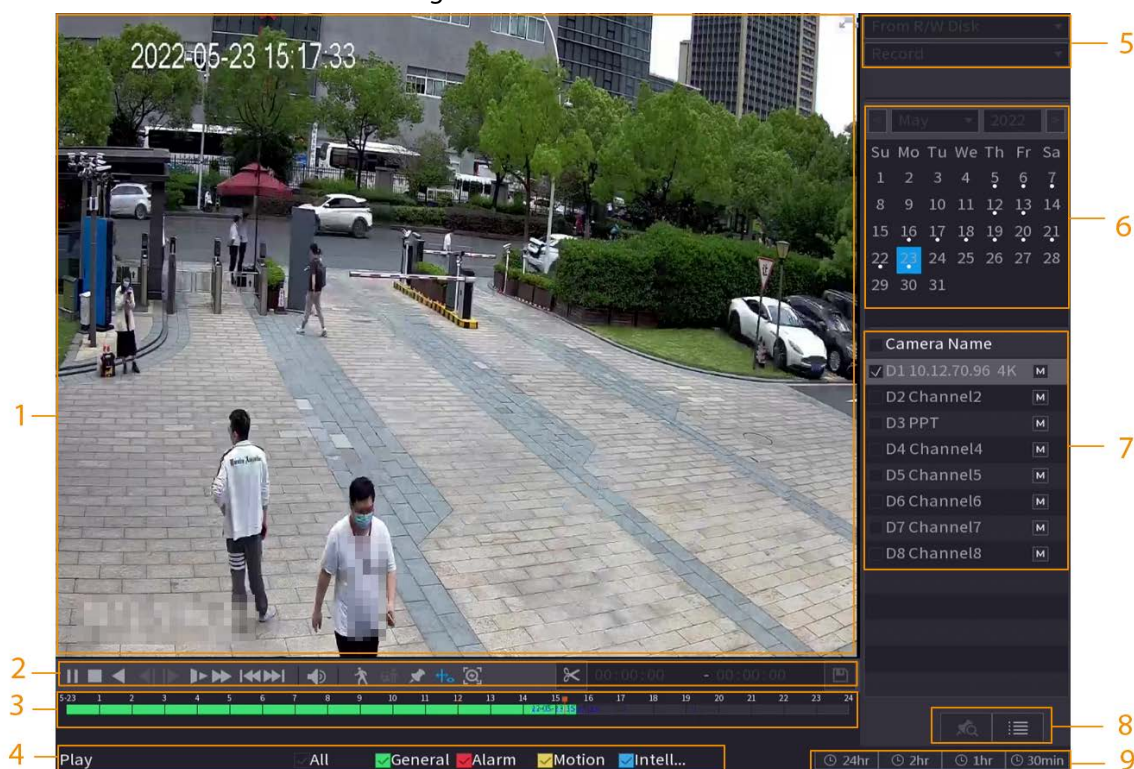 2022-05-23 15:17:33
From R/W Disk
Record
5
May 2022
Su Mo Tu We Th Fr Sa
1 2 3 4 5 6 7
8 9 10 11 12 13 14
15 16 17 18 19 20 21
22 23 24 25 26 27 28
29 30 31
6
Camera Name
D1 10.12.70.96 4K M
D2 Channel2 M
D3 PPT M
D4 Channel4 M
D5 Channel5 M
D6 Channel6 M
D7 Channel7 M
D8 Channel8 M
7
1
2
00:00:00 - 00:00:00
3
5-23 1 2 3 4 5 6 7 8 9 10 11 12 13 14 15 16 17 18 19 20 21 22 23 24
8
4
Play All General Alarm Motion Intell...
24hr 2hr 1hr 30min
9